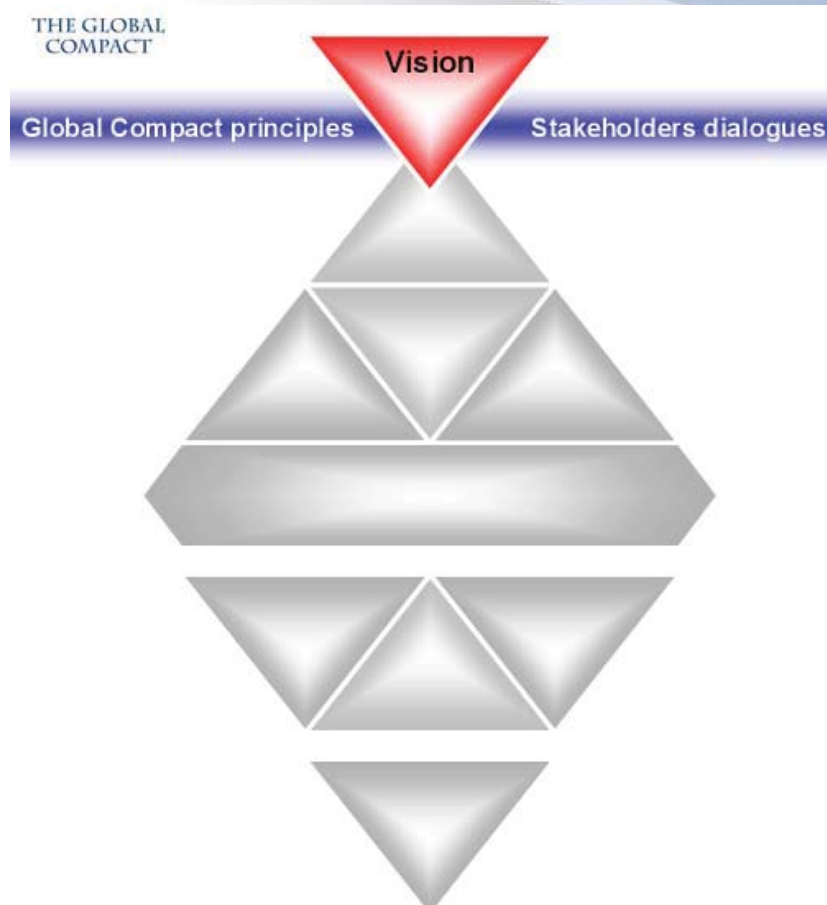 THE GLOBAL
COMPACT
Vision
Global Compact principles
Stakeholders dialogues